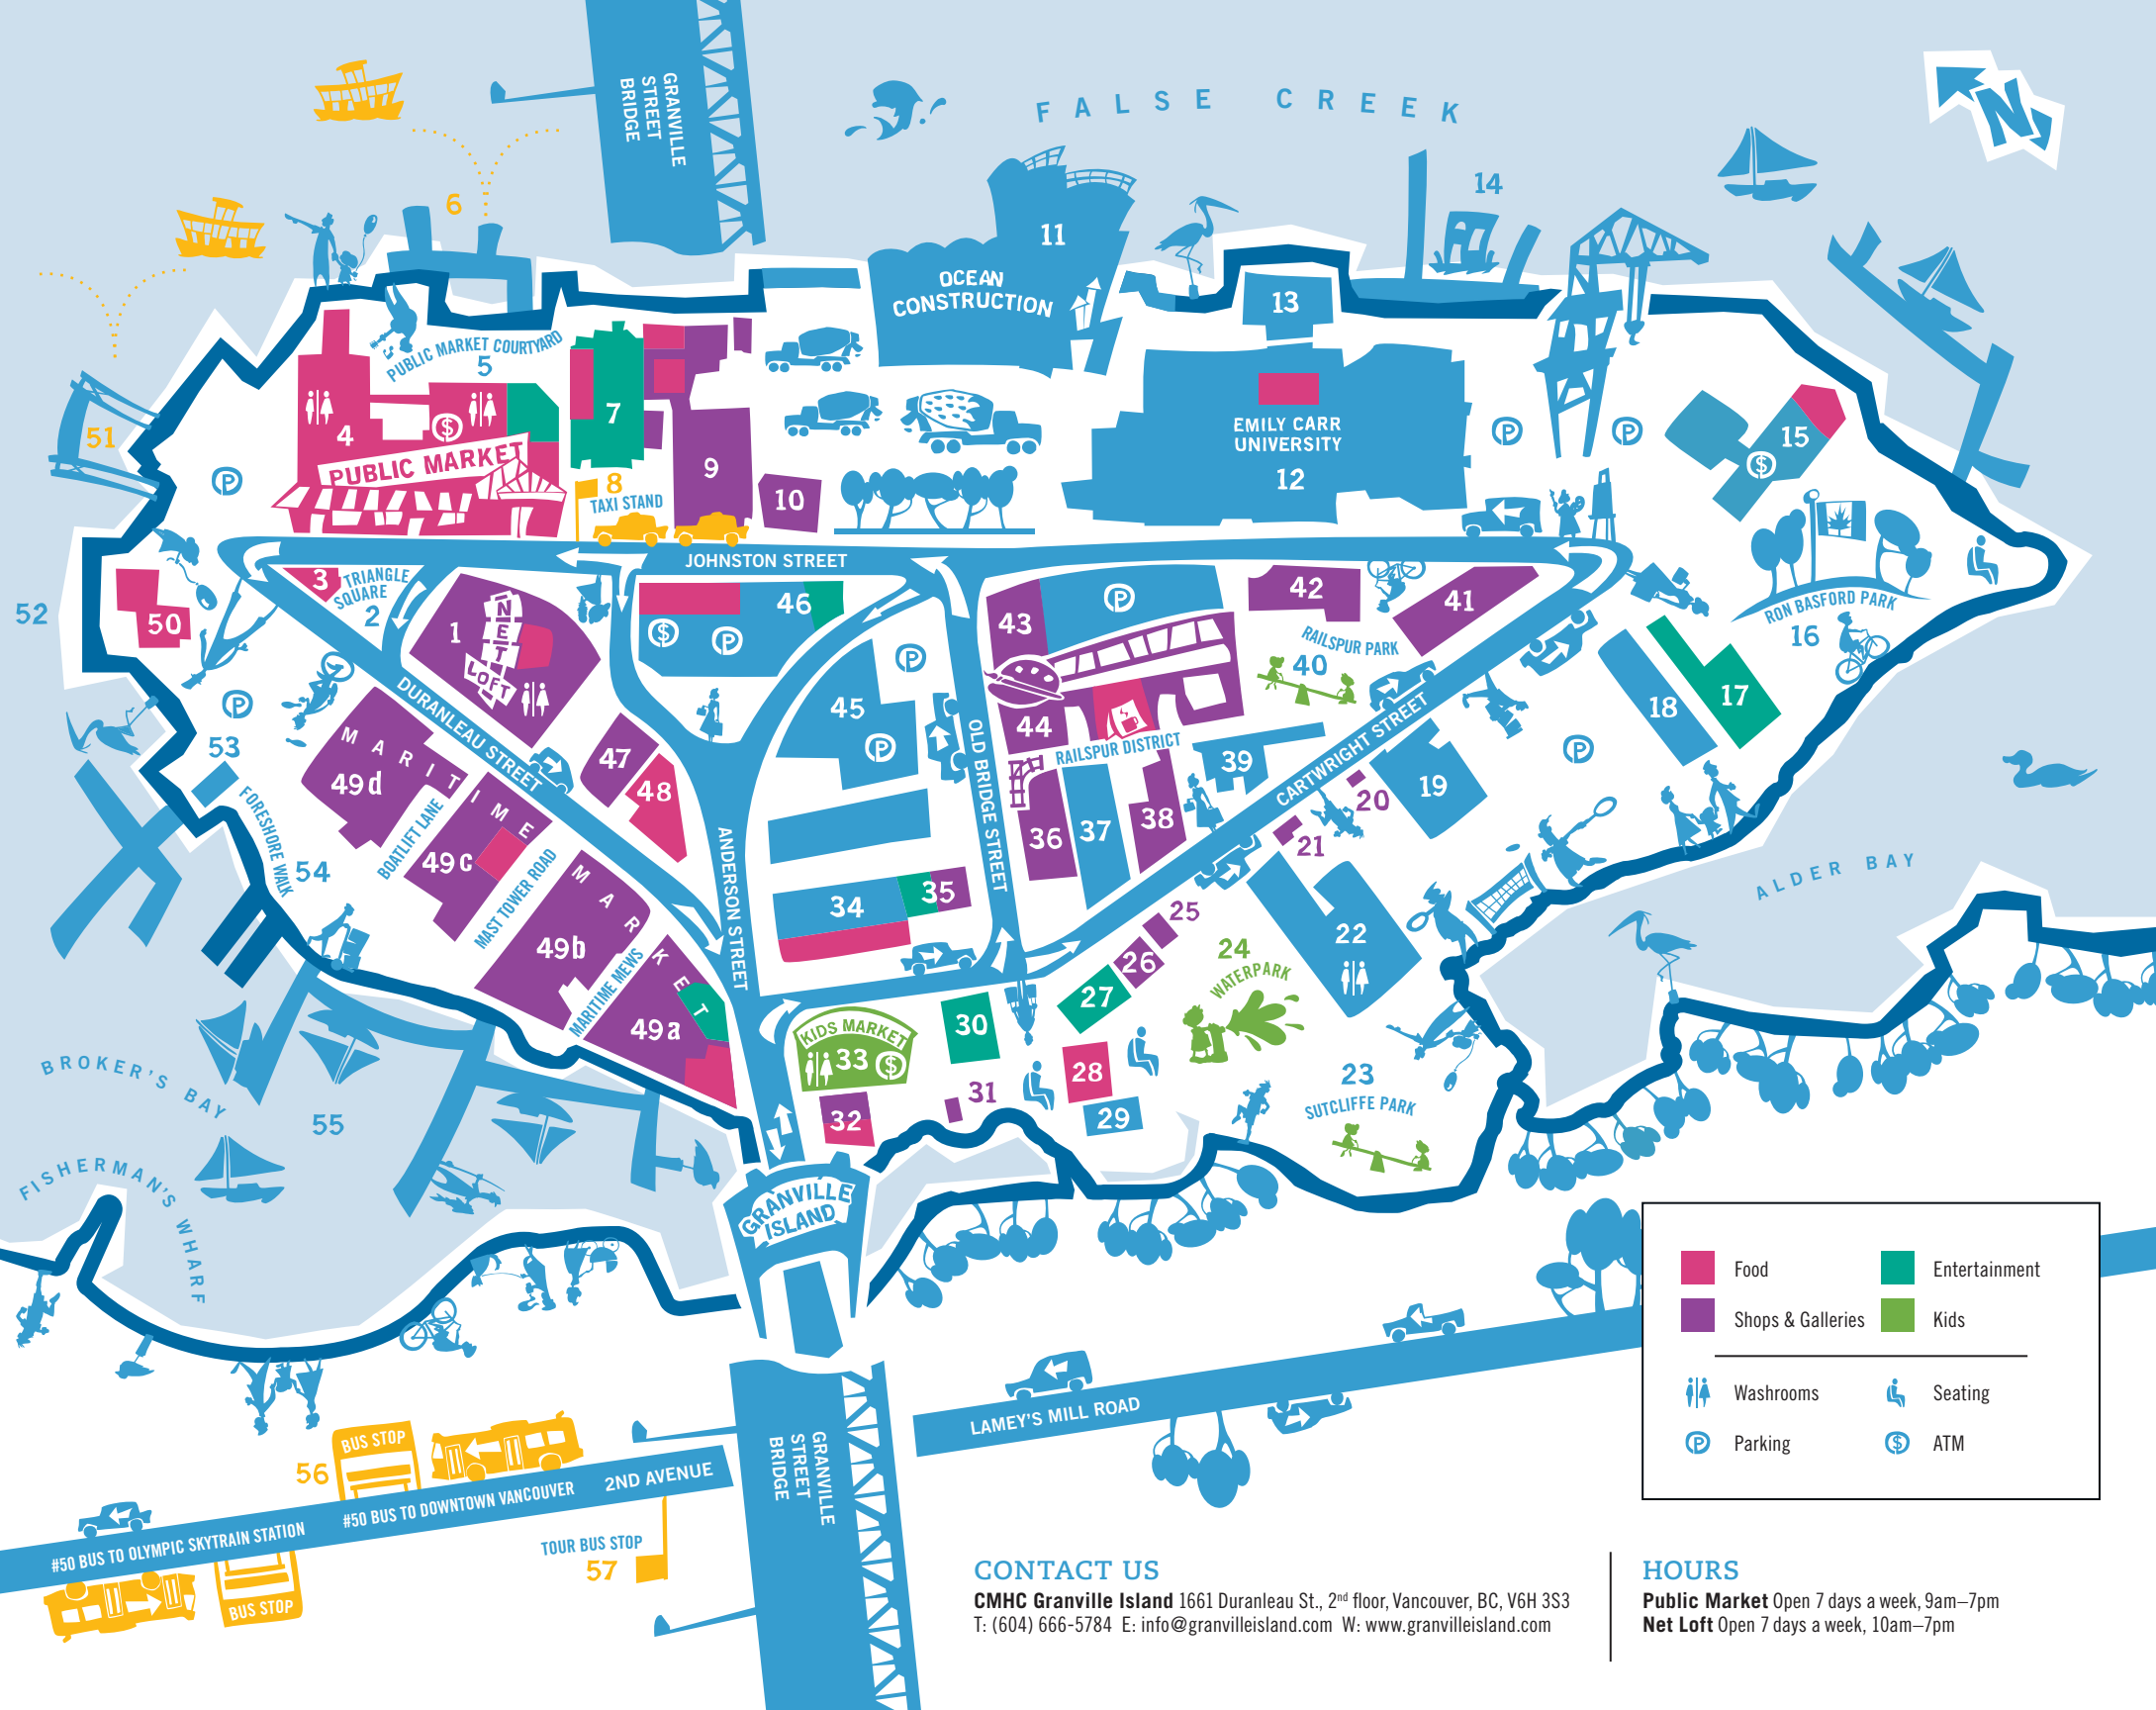 GRANVILLE
STREET
BRIDGE
FALSE CREEK
N
6
14
11
OCEAN
CONSTRUCTION
13
PUBLIC MARKET COURTYARD
5
51
4
$
7
PUBLIC MARKET
9
8
TAXI STAND
10
P
EMILY CARR
UNIVERSITY
12
P
P
15
$
JOHNSTON STREET
3
TRIANGLE
SQUARE
2
52
50
1
NET
LOFT
46
$
P
P
43
P
42
41
RAILSPUR PARK
40
RON BASFORD PARK
16
P
53
DURANLEAU STREET
45
P
44
RAILSPUR DISTRICT
OLD BRIDGE STREET
39
CARTWRIGHT STREET
18
17
P
MARITIME
49d
47
48
36
37
38
20
19
21
FORESHORE WALK
BOATLIFT LANE
54
49c
MAST TOWER ROAD
ANDERSON STREET
MARKET
49b
34
35
25
22
26
24
WATERPARK
27
ALDER BAY
MARITIME MEWS
49a
KIDS MARKET
33
$
30
28
29
31
32
23
SUTCLIFFE PARK
BROKER'S BAY
55
FISHERMAN'S WHARF
GRANVILLE
ISLAND
Food
Entertainment
Shops & Galleries
Kids
Washrooms
Seating
P
Parking
$
ATM
LAMEY'S MILL ROAD
GRANVILLE
STREET
BRIDGE
BUS STOP
56
2ND AVENUE
#50 BUS TO DOWNTOWN VANCOUVER
#50 BUS TO OLYMPIC SKYTRAIN STATION
BUS STOP
TOUR BUS STOP
57
CONTACT US
CMHC Granville Island 1661 Duranleau St., 2nd floor, Vancouver, BC, V6H 3S3
T: (604) 666-5784 E: info@granvilleisland.com W: www.granvilleisland.com
HOURS
Public Market Open 7 days a week, 9am–7pm
Net Loft Open 7 days a week, 10am–7pm